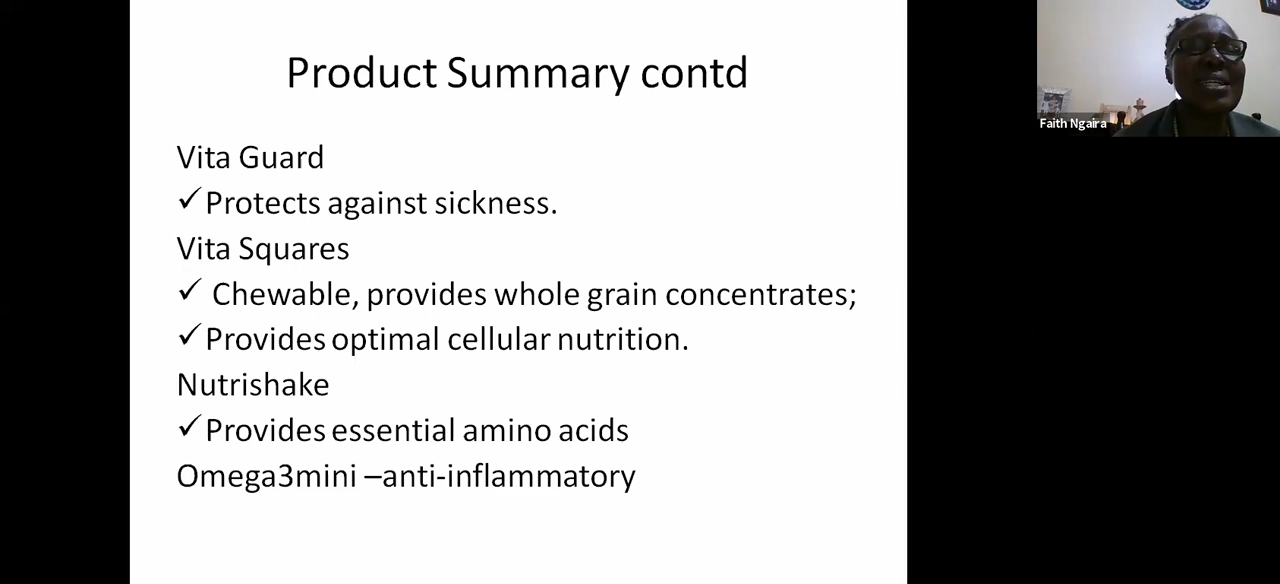 Product Summary contd
Vita Guard
✓Protects against sickness.
Vita Squares
✓ Chewable, provides whole grain concentrates;
✓Provides optimal cellular nutrition.
Nutrishake
✓Provides essential amino acids
Omega3mini –anti-inflammatory
Faith Ngaira